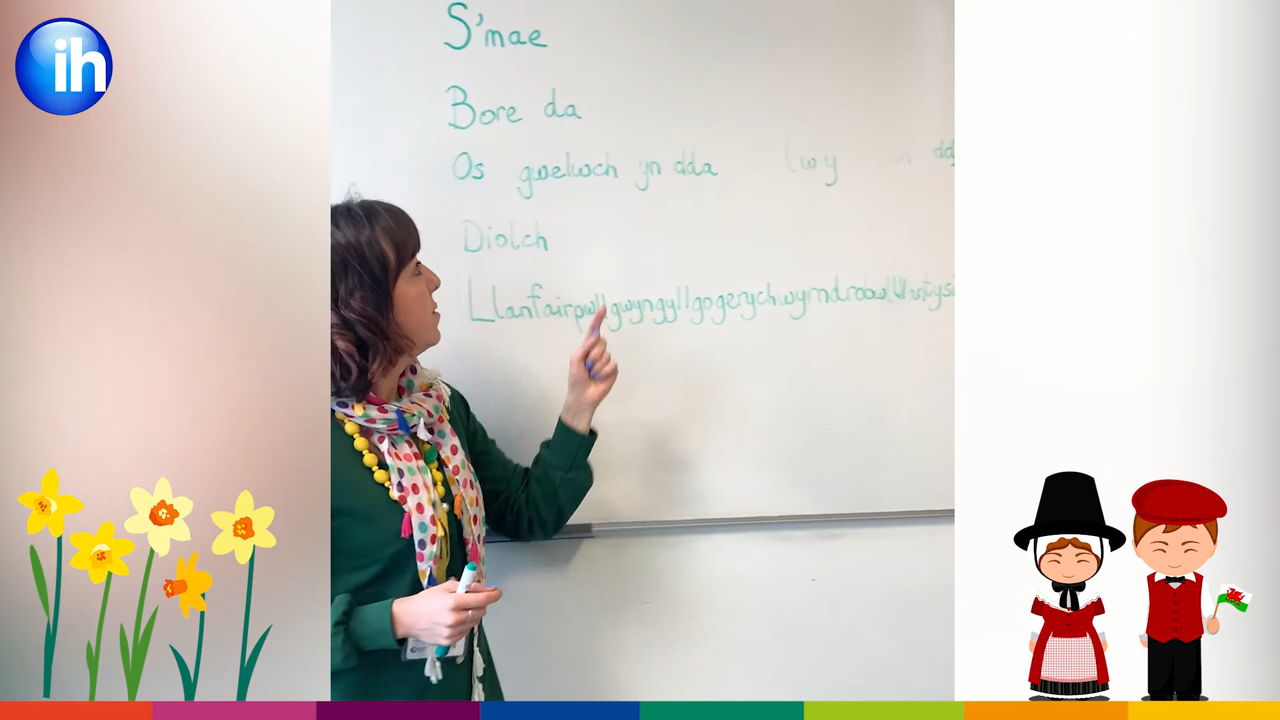 ih
S'mae
Bore da
Os gwelwch yn dda
Diolch
Llanfairpwllgwyngyllgogerychwyrndrobwllllantysi